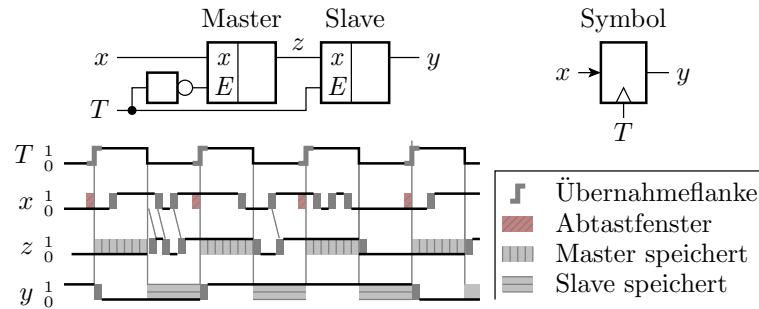 Master Slave Symbol
x x z x y x y
E E
T T
T 1 0
x 1 0
z 1 0
y 1 0
Übernahmeflanke
Abtastfenster
Master speichert
Slave speichert